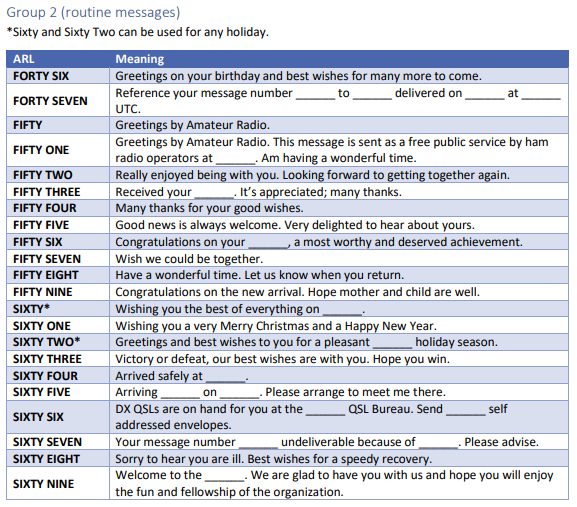 Group 2 (routine messages)
*Sixty and Sixty Two can be used for any holiday.
ARL Meaning
FORTY SIX Greetings on your birthday and best wishes for many more to come.
FORTY SEVEN Reference your message number ______ to ______ delivered on ______ at ______
UTC.
FIFTY Greetings by Amateur Radio.
FIFTY ONE Greetings by Amateur Radio. This message is sent as a free public service by ham
radio operators at ______. Am having a wonderful time.
FIFTY TWO Really enjoyed being with you. Looking forward to getting together again.
FIFTY THREE Received your ______. It’s appreciated; many thanks.
FIFTY FOUR Many thanks for your good wishes.
FIFTY FIVE Good news is always welcome. Very delighted to hear about yours.
FIFTY SIX Congratulations on your ______, a most worthy and deserved achievement.
FIFTY SEVEN Wish we could be together.
FIFTY EIGHT Have a wonderful time. Let us know when you return.
FIFTY NINE Congratulations on the new arrival. Hope mother and child are well.
SIXTY* Wishing you the best of everything on ______.
SIXTY ONE Wishing you a very Merry Christmas and a Happy New Year.
SIXTY TWO* Greetings and best wishes to you for a pleasant ______ holiday season.
SIXTY THREE Victory or defeat, our best wishes are with you. Hope you win.
SIXTY FOUR Arrived safely at ______.
SIXTY FIVE Arriving ______ on ______. Please arrange to meet me there.
SIXTY SIX DX QSLs are on hand for you at the ______ QSL Bureau. Send ______ self
addressed envelopes.
SIXTY SEVEN Your message number ______ undeliverable because of ______. Please advise.
SIXTY EIGHT Sorry to hear you are ill. Best wishes for a speedy recovery.
SIXTY NINE Welcome to the ______. We are glad to have you with us and hope you will enjoy
the fun and fellowship of the organization.